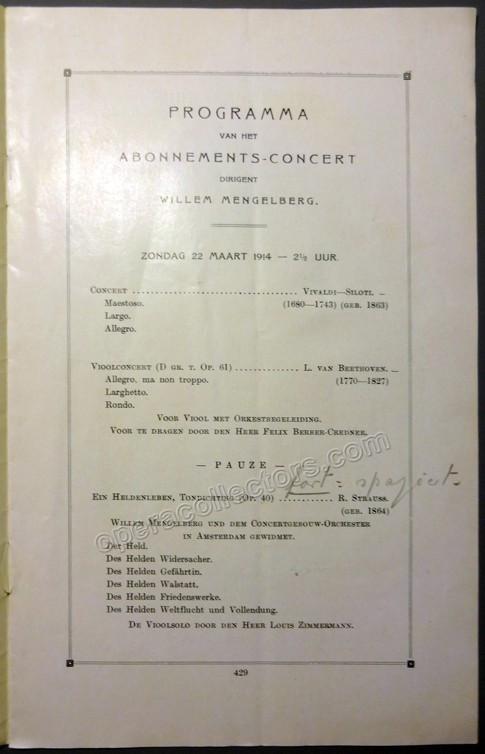 PROGRAMMA
VAN HET
ABONNEMENTS-CONCERT
DIRIGENT
WILLEM MENGELBERG.
ZONDAG 22 MAART 1914 — 2½ UUR.
CONCERT ................................... VIVALDI—SILOTI. –
Maestoso. (1680—1743) (GEB. 1863)
Largo.
Allegro.
VIOOLCONCERT (D GR. T. OP. 61) .............. L. VAN BEETHOVEN. –
Allegro, ma non troppo. (1770—1827)
Larghetto.
Rondo.
VOOR VIOOL MET ORKESTBEGELEIDING.
VOOR TE DRAGEN DOOR DEN HEER FELIX BERBER-CREDNER.
— PAUZE —
fort = spaziet.
EIN HELDENLEBEN, TONDICHTUNG (OP. 40) ............ R. STRAUSS.
(GEB. 1864)
WILLEM MENGELBERG UND DEM CONCERTGEBOUW-ORCHESTER
IN AMSTERDAM GEWIDMET.
Der Held.
Des Helden Widersacher.
Des Helden Gefährtin.
Des Helden Walstatt.
Des Helden Friedenswerke.
Des Helden Weltflucht und Vollendung.
DE VIOOLSOLO DOOR DEN HEER LOUIS ZIMMERMANN.
429
operacollectors.com